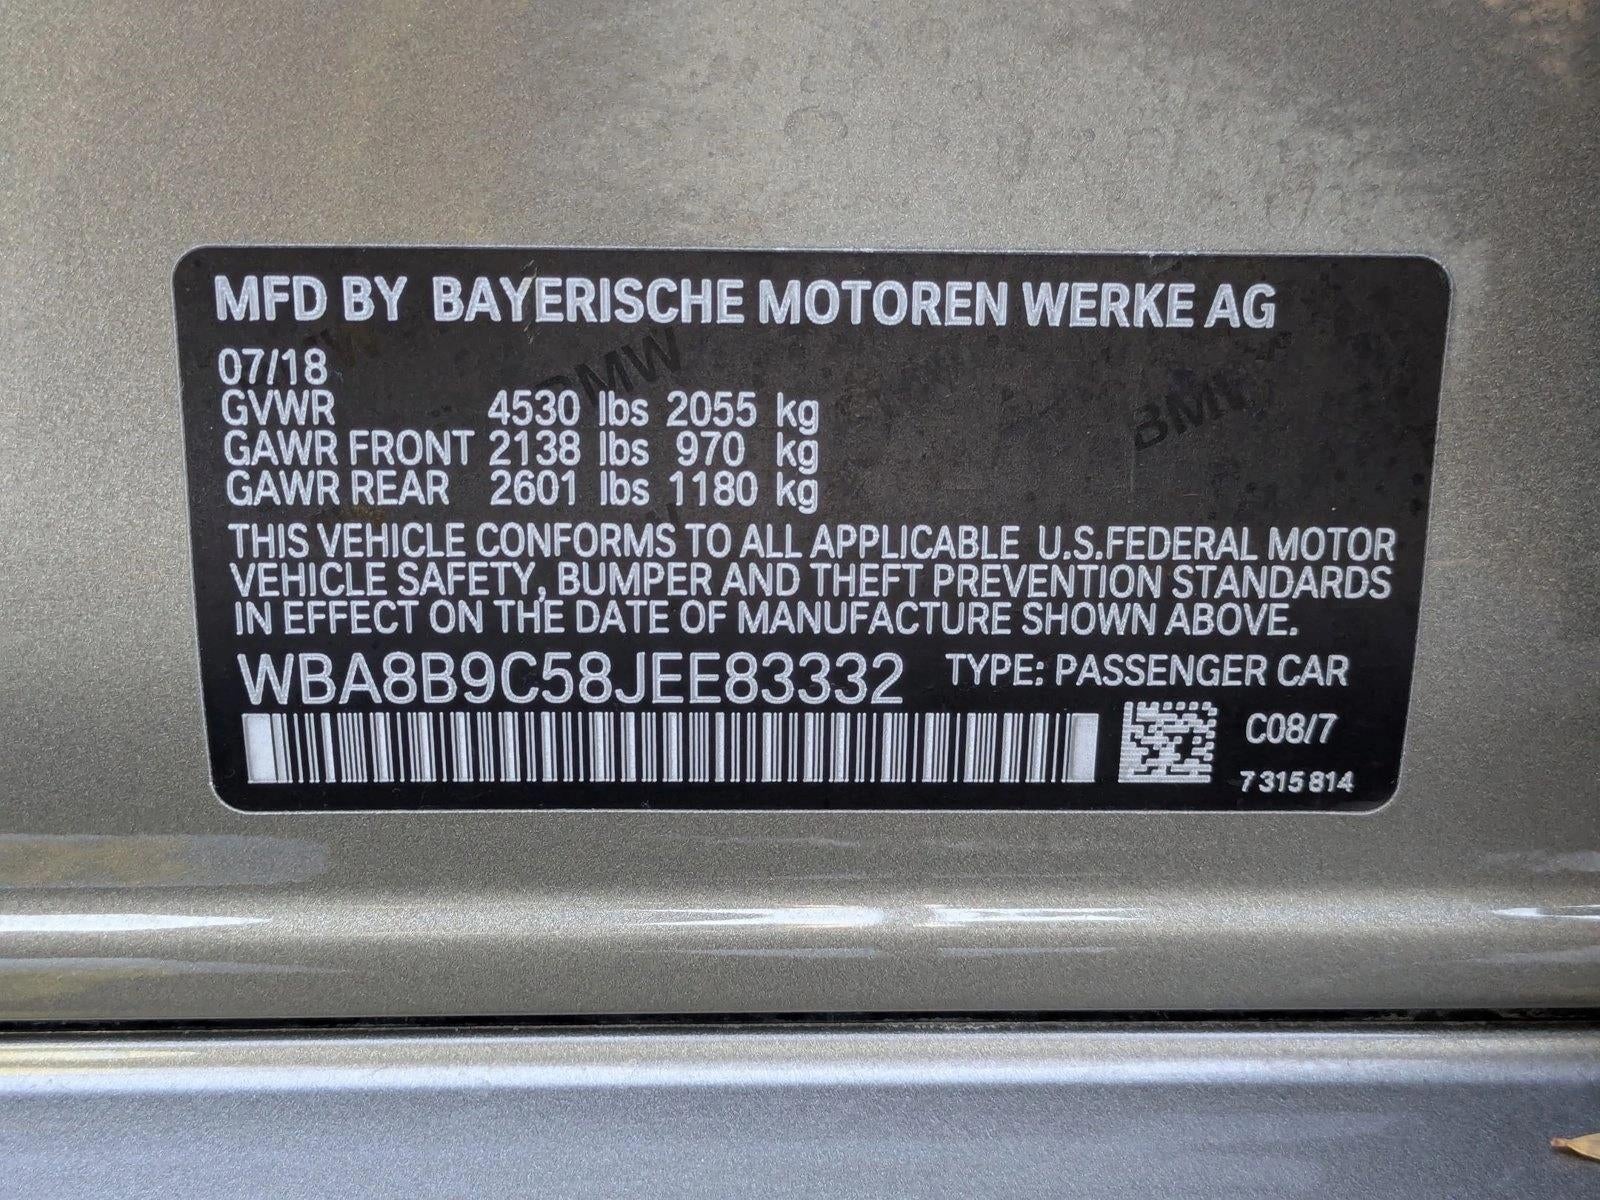 MFD BY BAYERISCHE MOTOREN WERKE AG
07/18
GVWR 4530 lbs 2055 kg
GAWR FRONT 2138 lbs 970 kg
GAWR REAR 2601 lbs 1180 kg
THIS VEHICLE CONFORMS TO ALL APPLICABLE U.S.FEDERAL MOTOR
VEHICLE SAFETY, BUMPER AND THEFT PREVENTION STANDARDS
IN EFFECT ON THE DATE OF MANUFACTURE SHOWN ABOVE.
WBA8B9C58JEE83332 TYPE: PASSENGER CAR
C08/7
7 315 814
BMW
BMW